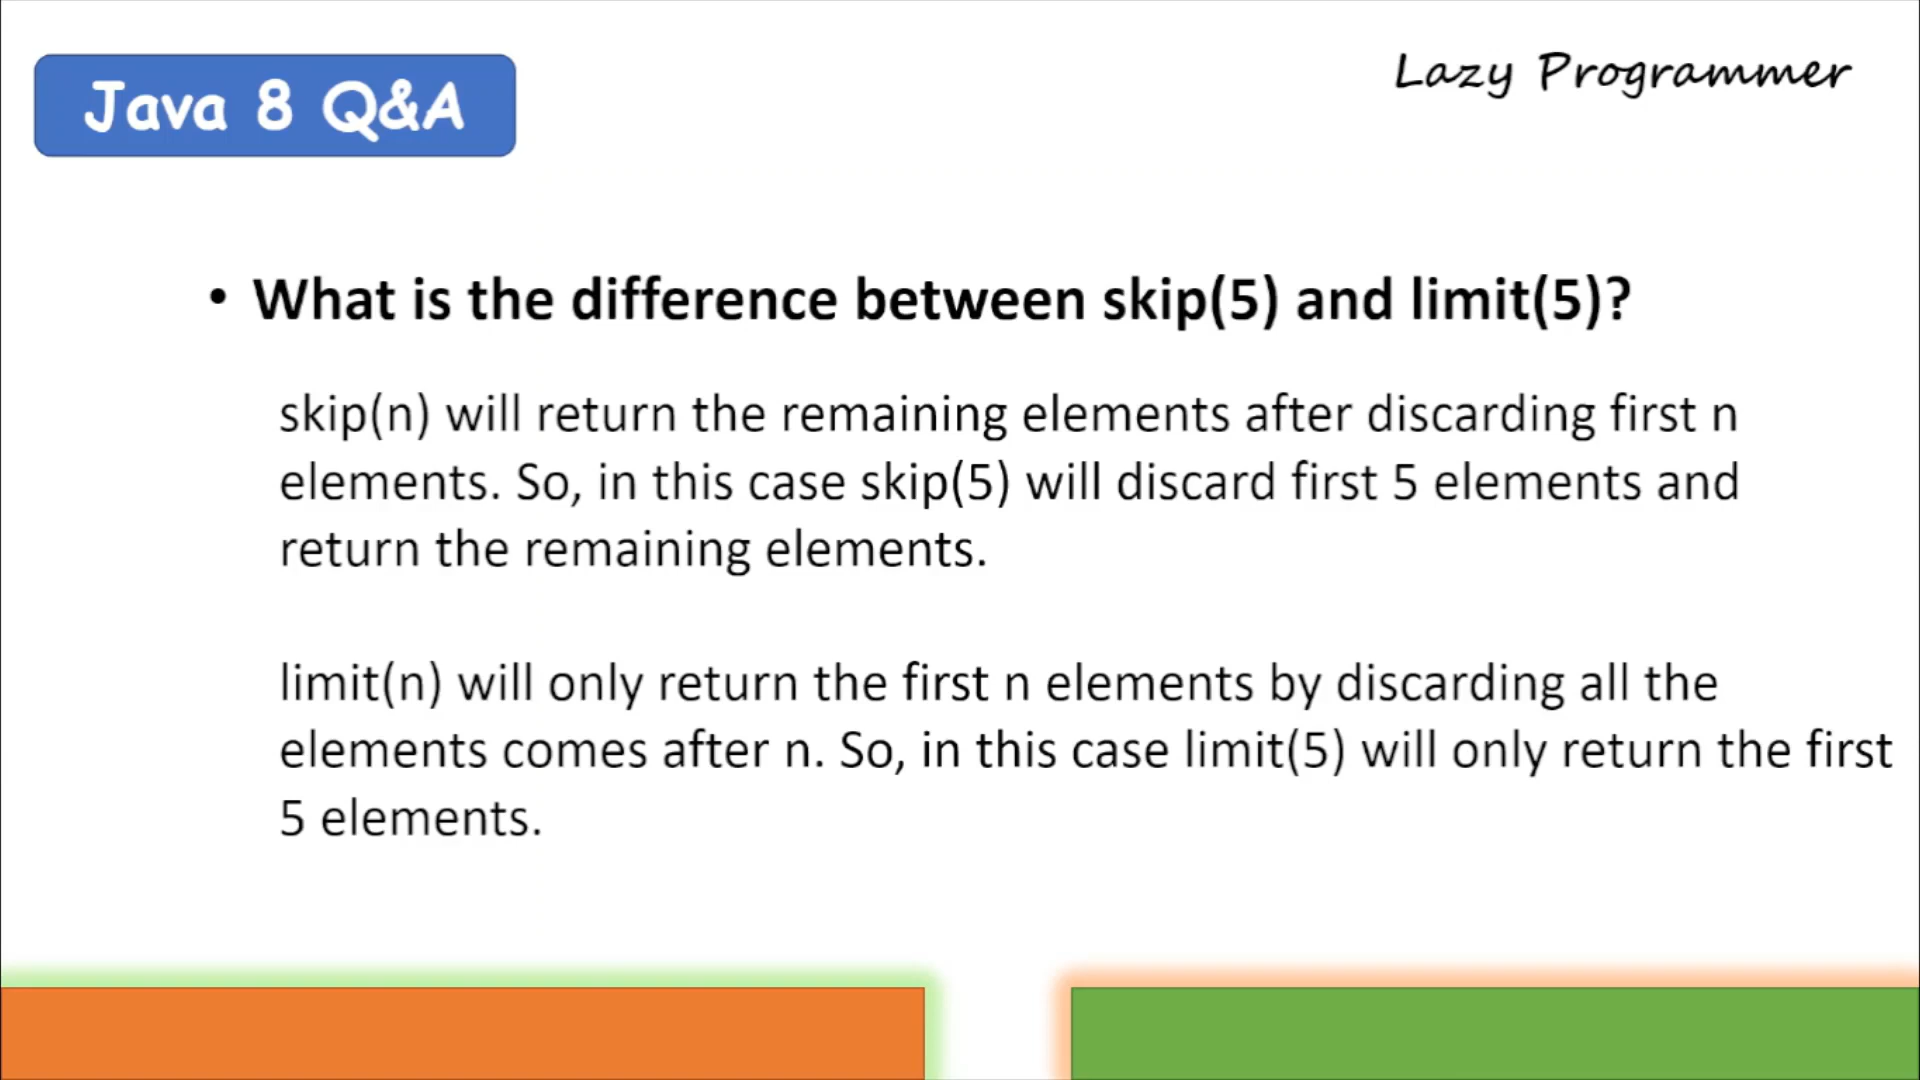 Java 8 Q&A
Lazy Programmer
• What is the difference between skip(5) and limit(5)?
skip(n) will return the remaining elements after discarding first n
elements. So, in this case skip(5) will discard first 5 elements and
return the remaining elements.
limit(n) will only return the first n elements by discarding all the
elements comes after n. So, in this case limit(5) will only return the first
5 elements.